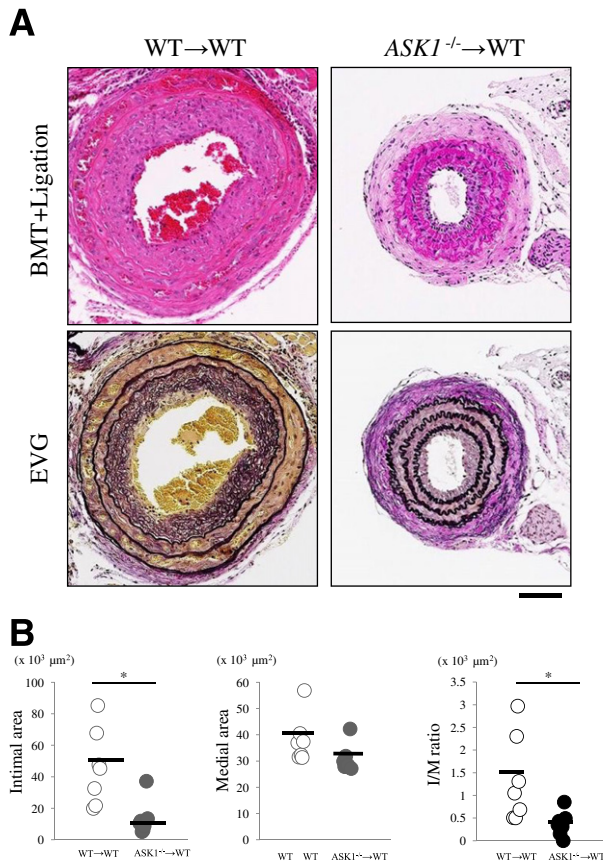 A
WT→WT
ASK1 -/-→WT
BMT+Ligation
EVG
B
(x 10³ µm²)
Intimal area
100
80
60
40
20
0
*
WT→WT
ASK1-/-→WT
(x 10³ µm²)
Medial area
60
50
40
30
20
10
0
WT WT
ASK1-/-→WT
(x 10³ µm²)
I/M ratio
3.5
3
2.5
2
1.5
1
0.5
0
*
WT→WT
ASK1-/-→WT